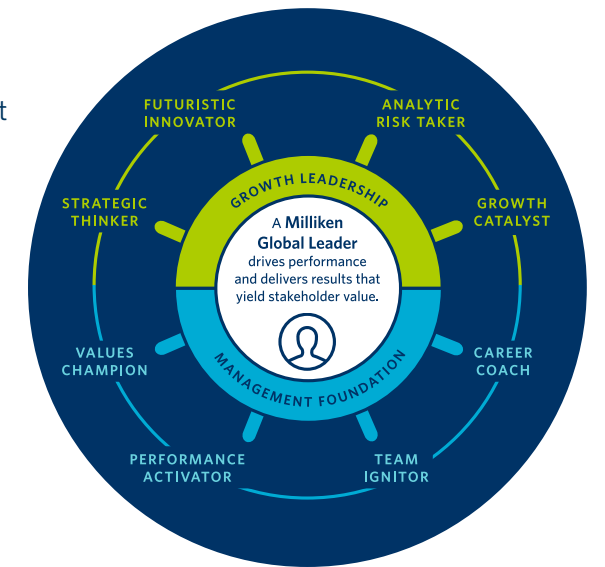 t
FUTURISTIC
INNOVATOR
ANALYTIC
RISK TAKER
STRATEGIC
THINKER
GROWTH
CATALYST
GROWTH LEADERSHIP
A Milliken
Global Leader
drives performance
and delivers results that
yield stakeholder value.
MANAGEMENT FOUNDATION
VALUES
CHAMPION
CAREER
COACH
PERFORMANCE
ACTIVATOR
TEAM
IGNITOR